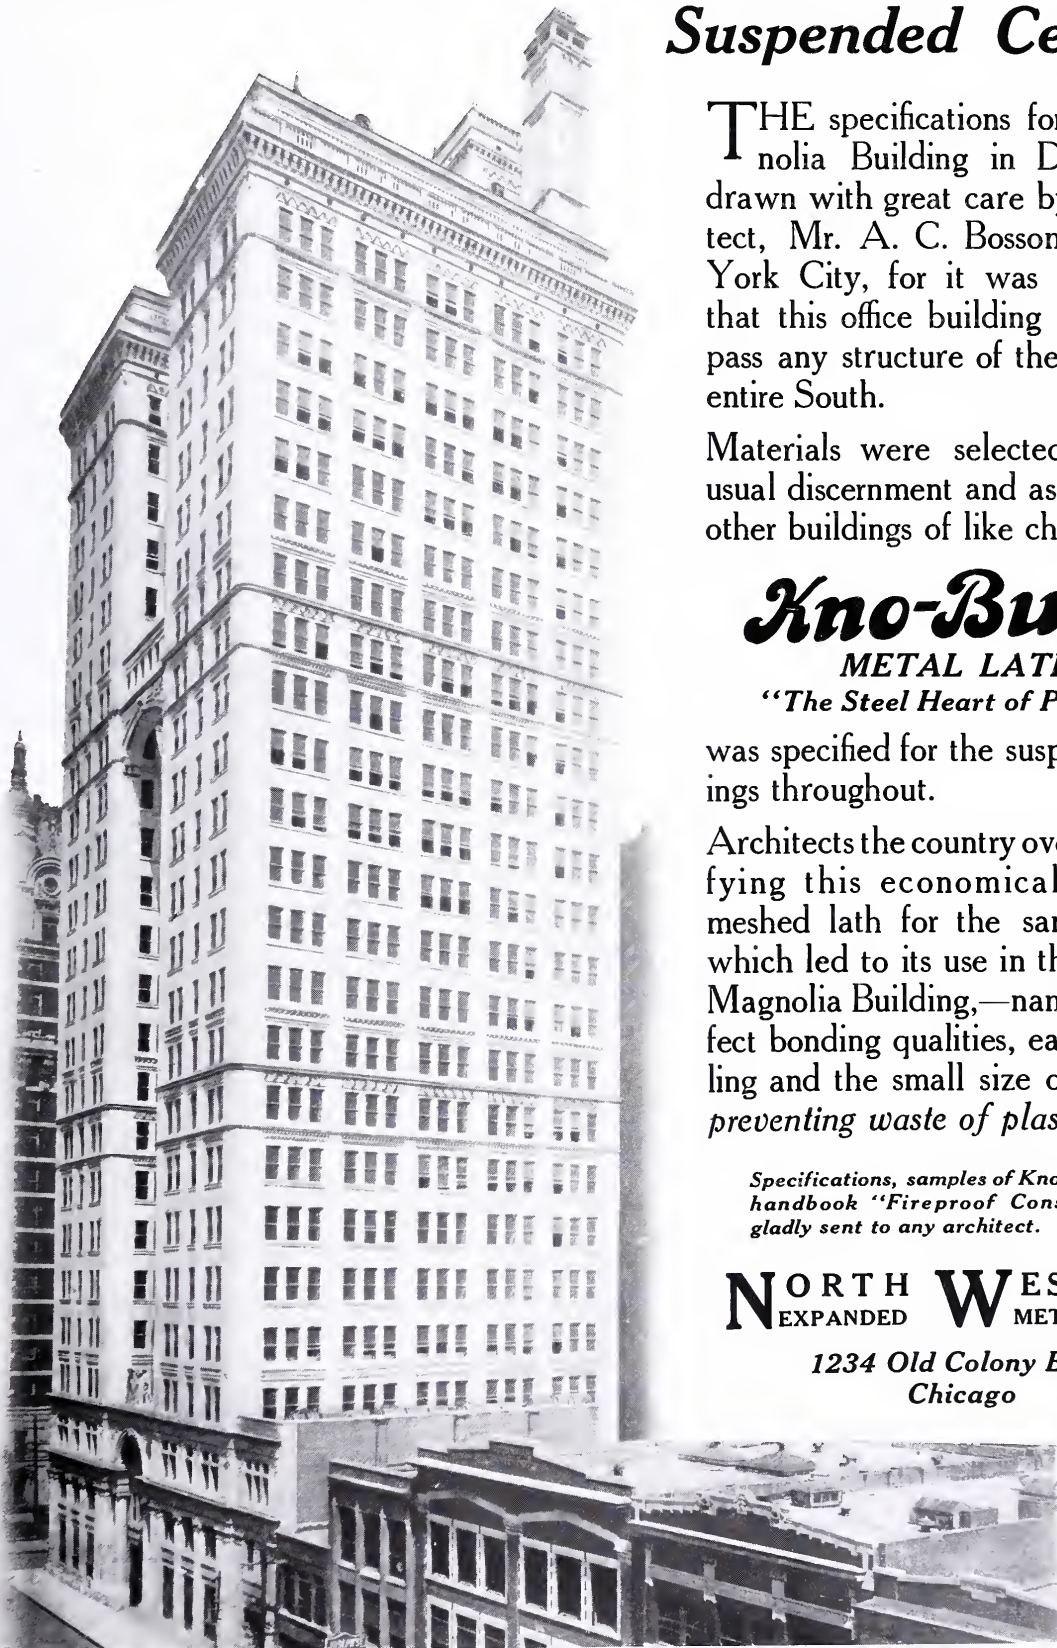 Suspended Ce
THE specifications for
nolia Building in D
drawn with great care by
tect, Mr. A. C. Bosson
York City, for it was
that this office building
pass any structure of the
entire South.
Materials were selected
usual discernment and as
other buildings of like ch
Kno-Bu
METAL LATH
"The Steel Heart of P
was specified for the susp
ings throughout.
Architects the country ove
fying this economical
meshed lath for the sam
which led to its use in th
Magnolia Building,—nam
fect bonding qualities, ea
ling and the small size o
preventing waste of plas
Specifications, samples of Kno
handbook "Fireproof Cons
gladly sent to any architect.
NORTH WES
EXPANDED MET
1234 Old Colony B
Chicago